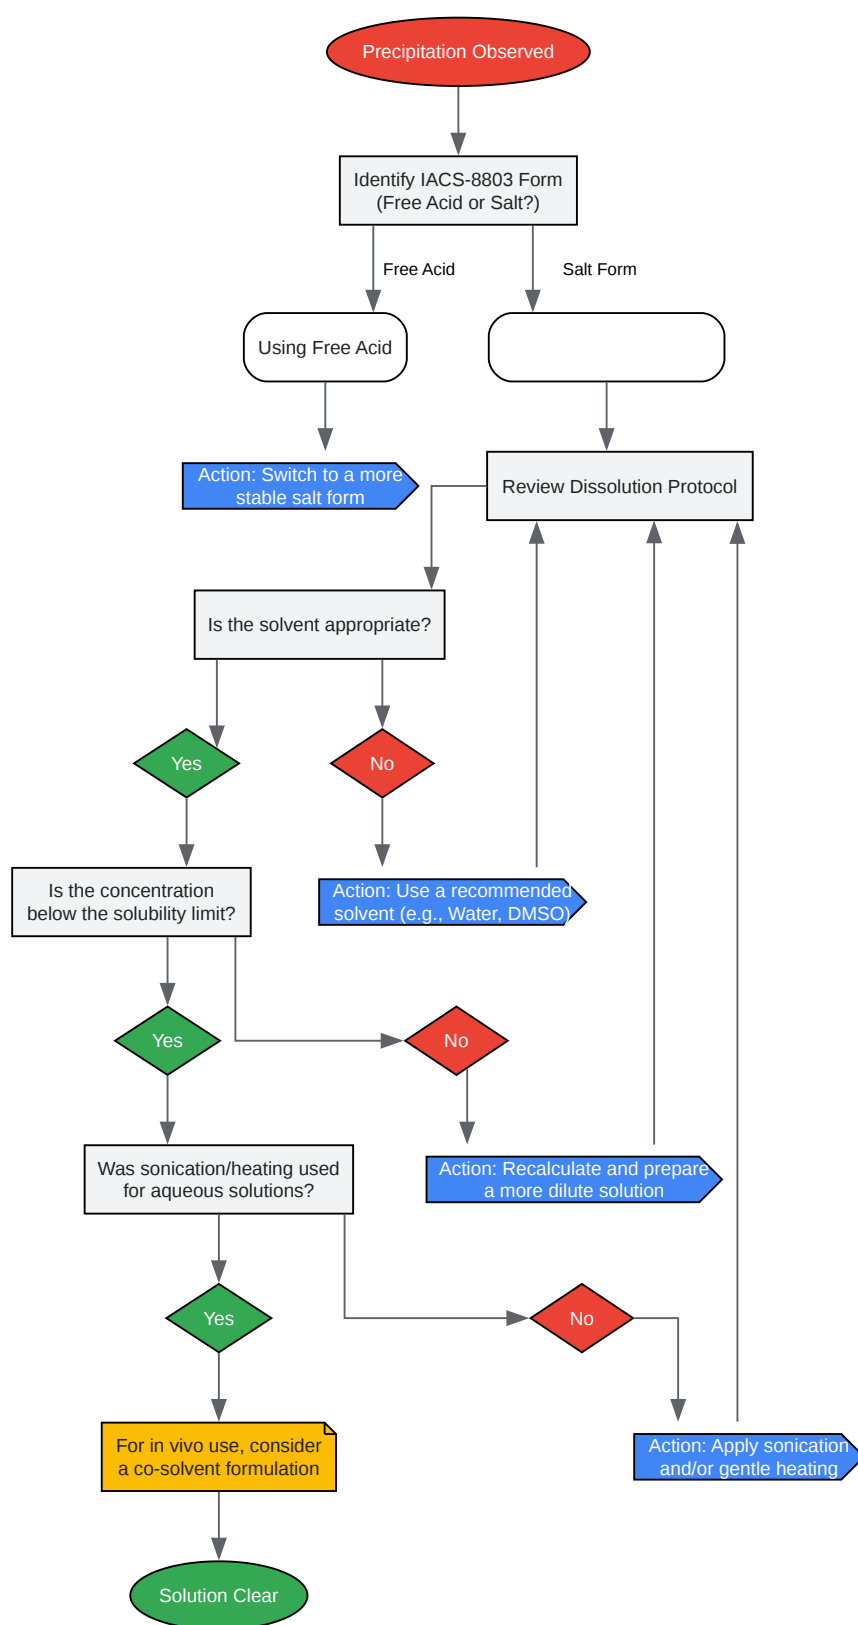 Precipitation Observed
Identify IACS-8803 Form
(Free Acid or Salt?)
Free Acid
Salt Form
Using Free Acid
Action: Switch to a more
stable salt form
Review Dissolution Protocol
Is the solvent appropriate?
Yes
No
Is the concentration
below the solubility limit?
Action: Use a recommended
solvent (e.g., Water, DMSO)
Yes
No
Was sonication/heating used
for aqueous solutions?
Action: Recalculate and prepare
a more dilute solution
Yes
No
For in vivo use, consider
a co-solvent formulation
Action: Apply sonication
and/or gentle heating
Solution Clear